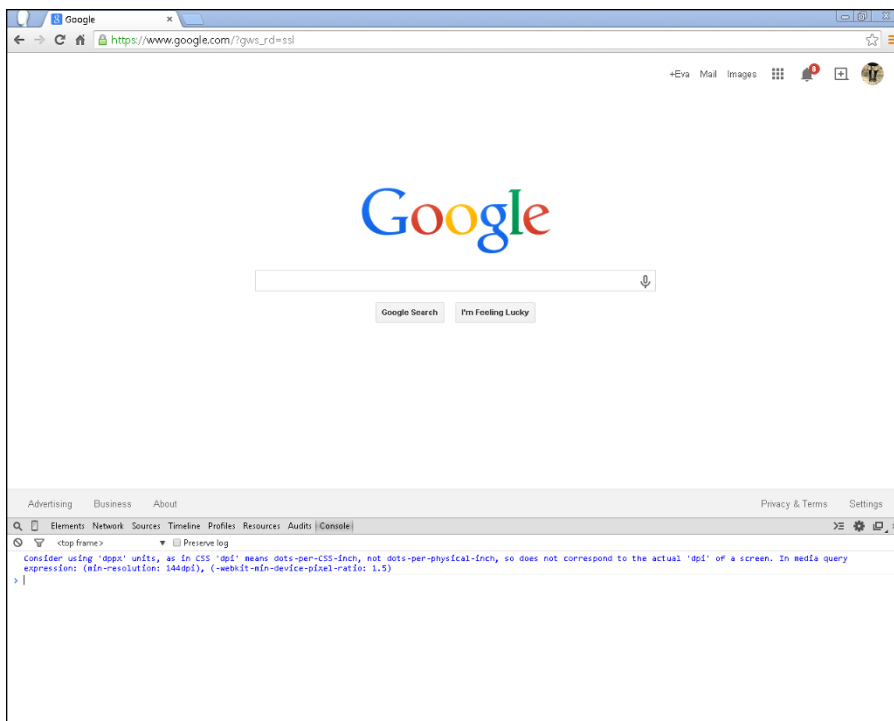 Google
https://www.google.com/?gws_rd=ssl
+Eva Mail Images 8
Google
Google Search I'm Feeling Lucky
Advertising Business About Privacy & Terms Settings
Elements Network Sources Timeline Profiles Resources Audits Console
<top frame> Preserve log
Consider using 'dppx' units, as in CSS 'dpi' means dots-per-CSS-inch, not dots-per-physical-inch, so does not correspond to the actual 'dpi' of a screen. In media query
expression: (min-resolution: 144dpi), (-webkit-min-device-pixel-ratio: 1.5)